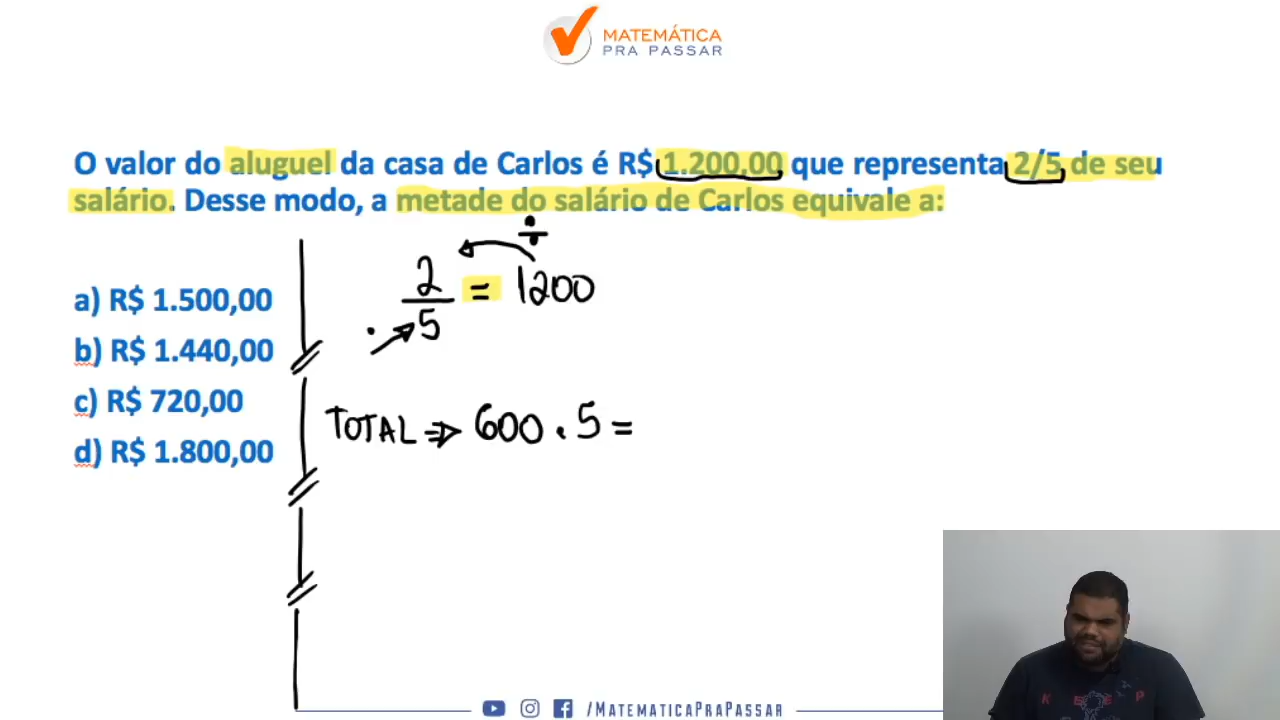 MATEMÁTICA
PRA PASSAR
O valor do aluguel da casa de Carlos é R$ 1.200,00 que representa 2/5 de seu
salário. Desse modo, a metade do salário de Carlos equivale a:
÷
2/5 = 1200
a) R$ 1.500,00
b) R$ 1.440,00
c) R$ 720,00
d) R$ 1.800,00
TOTAL ⇒ 600 . 5 =
KEEP
/MATEMATICAPRAPASSAR